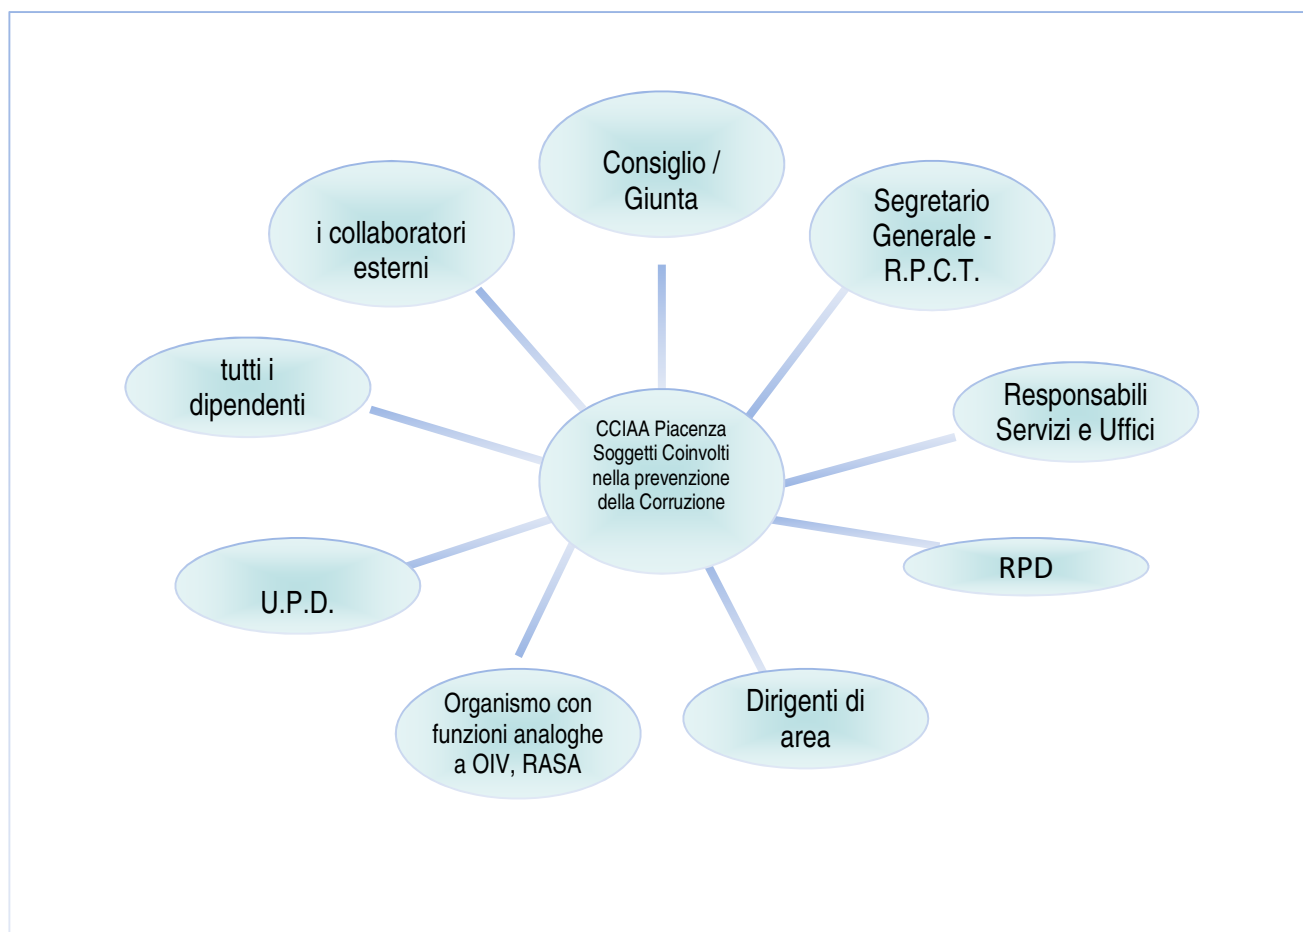 Consiglio /
Giunta
Segretario
Generale -
R.P.C.T.
i collaboratori
esterni
tutti i
dipendenti
Responsabili
Servizi e Uffici
CCIAA Piacenza
Soggetti Coinvolti
nella prevenzione
della Corruzione
RPD
U.P.D.
Organismo con
funzioni analoghe
a OIV, RASA
Dirigenti di
area